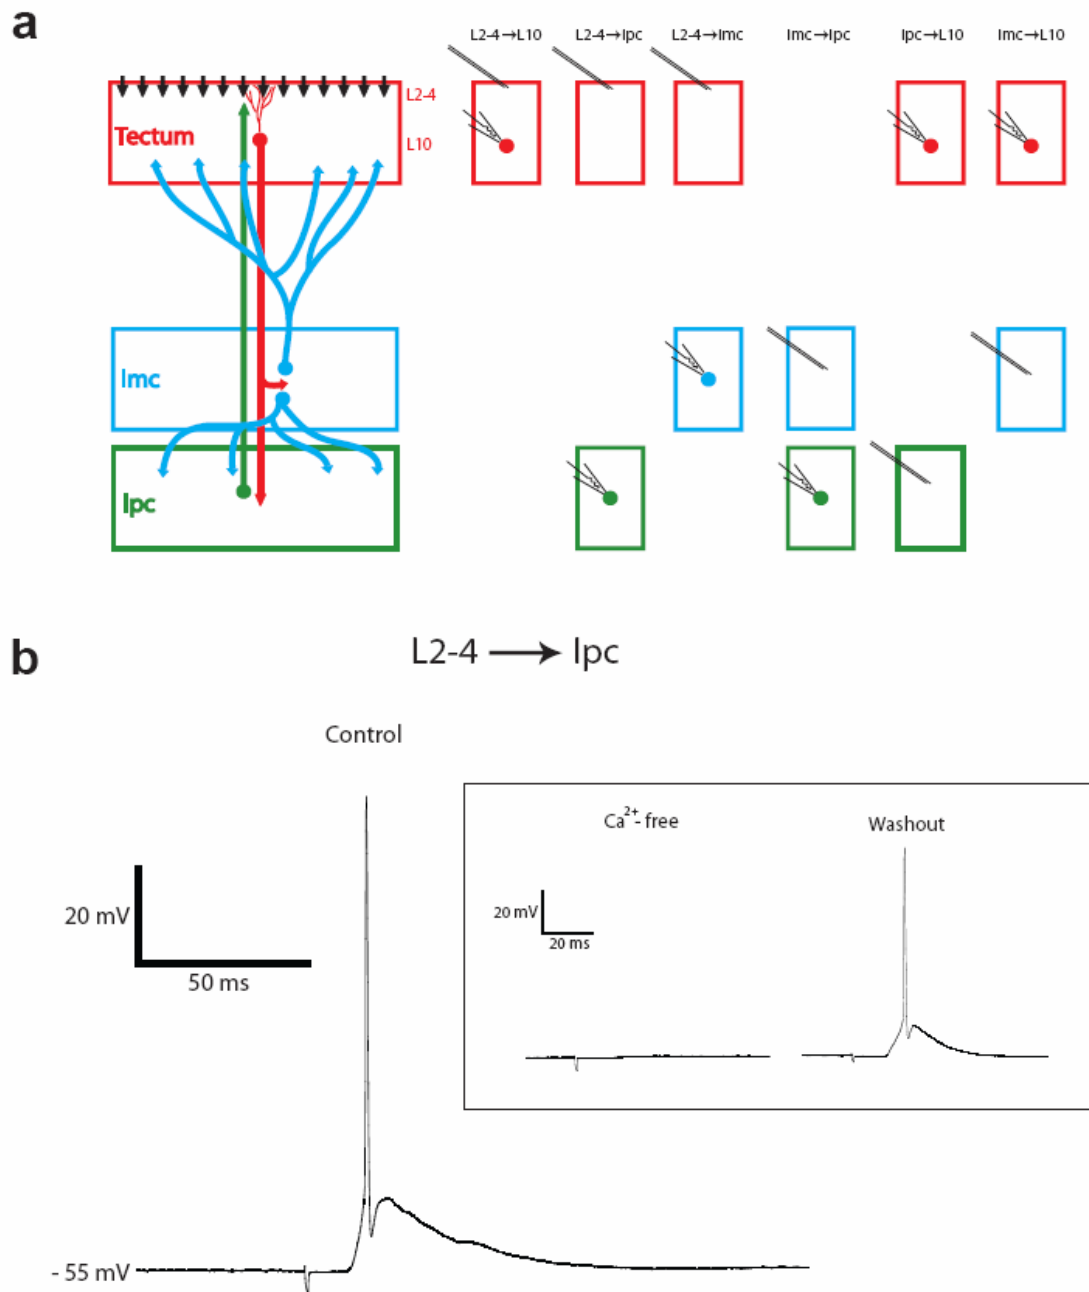 a
L2-4→L10 L2-4→Ipc L2-4→Imc Imc→Ipc Ipc→L10 Imc→L10
L2-4
Tectum
L10
Imc
Ipc
b
L2-4 → Ipc
Control
Ca2+- free
Washout
20 mV
50 ms
20 mV
20 ms
- 55 mV